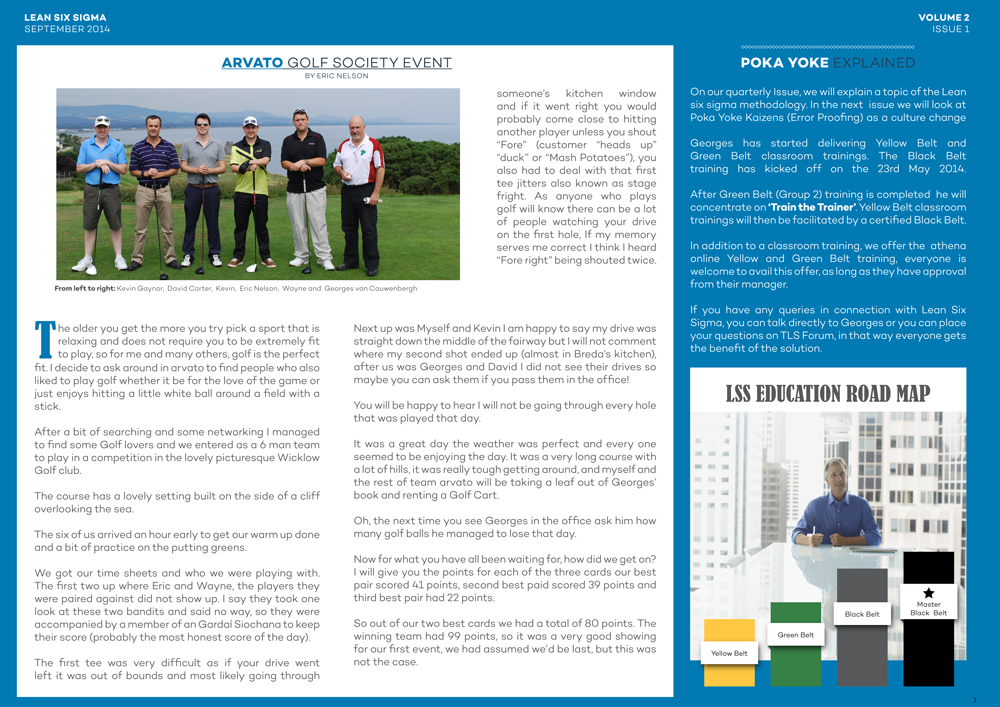 LEAN SIX SIGMA
SEPTEMBER 2014
VOLUME 2
ISSUE 1
ARVATO GOLF SOCIETY EVENT
BY ERIC NELSON
From left to right: Kevin Gaynor, David Carter, Kevin, Eric Nelson, Wayne and Georges van Cauwenbergh
The older you get the more you try pick a sport that is
relaxing and does not require you to be extremely fit
to play, so for me and many others, golf is the perfect
fit. I decide to ask around in arvato to find people who also
liked to play golf whether it be for the love of the game or
just enjoys hitting a little white ball around a field with a
stick.
After a bit of searching and some networking I managed
to find some Golf lovers and we entered as a 6 man team
to play in a competition in the lovely picturesque Wicklow
Golf club.
The course has a lovely setting built on the side of a cliff
overlooking the sea.
The six of us arrived an hour early to get our warm up done
and a bit of practice on the putting greens.
We got our time sheets and who we were playing with.
The first two up where Eric and Wayne, the players they
were paired against did not show up. I say they took one
look at these two bandits and said no way, so they were
accompanied by a member of an Gardaí Siochana to keep
their score (probably the most honest score of the day).
The first tee was very difficult as if your drive went
left it was out of bounds and most likely going through
someone's kitchen window
and if it went right you would
probably come close to hitting
another player unless you shout
"Fore" (customer "heads up"
"duck" or "Mash Potatoes"), you
also had to deal with that first
tee jitters also known as stage
fright. As anyone who plays
golf will know there can be a lot
of people watching your drive
on the first hole, If my memory
serves me correct I think I heard
"Fore right" being shouted twice.
Next up was Myself and Kevin I am happy to say my drive was
straight down the middle of the fairway but I will not comment
where my second shot ended up (almost in Breda's kitchen),
after us was Georges and David I did not see their drives so
maybe you can ask them if you pass them in the office!
You will be happy to hear I will not be going through every hole
that was played that day.
It was a great day the weather was perfect and every one
seemed to be enjoying the day. It was a very long course with
a lot of hills, it was really tough getting around, and myself and
the rest of team arvato will be taking a leaf out of Georges'
book and renting a Golf Cart.
Oh, the next time you see Georges in the office ask him how
many golf balls he managed to lose that day.
Now for what you have all been waiting for, how did we get on?
I will give you the points for each of the three cards our best
pair scored 41 points, second best paid scored 39 points and
third best pair had 22 points.
So out of our two best cards we had a total of 80 points. The
winning team had 99 points, so it was a very good showing
for our first event, we had assumed we'd be last, but this was
not the case.
POKA YOKE EXPLAINED
On our quarterly Issue, we will explain a topic of the Lean
six sigma methodology. In the next issue we will look at
Poka Yoke Kaizens (Error Proofing) as a culture change
Georges has started delivering Yellow Belt and
Green Belt classroom trainings. The Black Belt
training has kicked off on the 23rd May 2014.
After Green Belt (Group 2) training is completed he will
concentrate on 'Train the Trainer'. Yellow Belt classroom
trainings will then be facilitated by a certified Black Belt.
In addition to a classroom training, we offer the athena
online Yellow and Green Belt training, everyone is
welcome to avail this offer, as long as they have approval
from their manager.
If you have any queries in connection with Lean Six
Sigma, you can talk directly to Georges or you can place
your questions on TLS Forum, in that way everyone gets
the benefit of the solution.
LSS EDUCATION ROAD MAP
Yellow Belt
Green Belt
Black Belt
Master
Black Belt